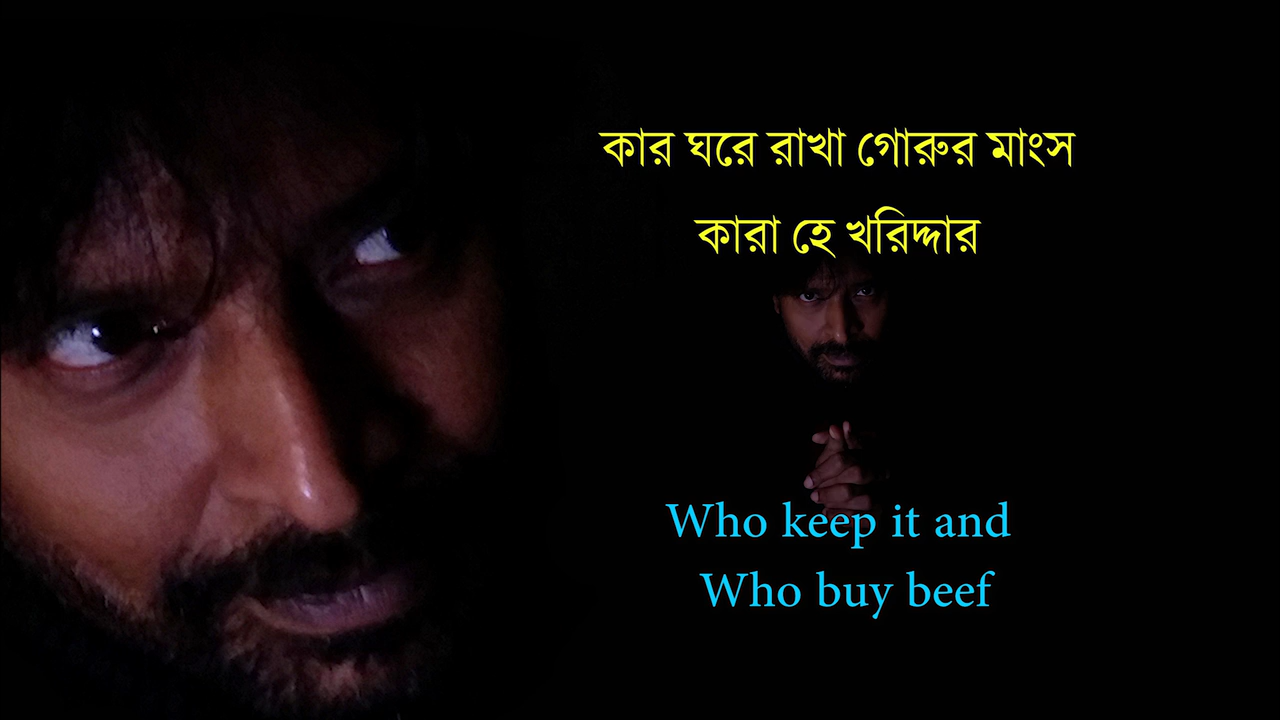 কার ঘরে রাখা গোরুর মাংস
কারা হে খরিদ্দার
Who keep it and
Who buy beef